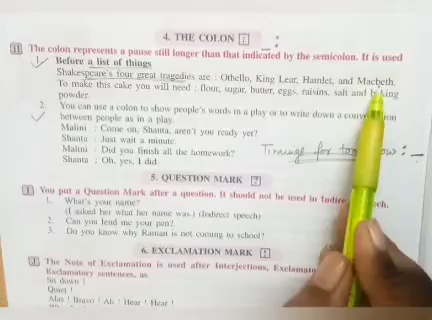 4. THE COLON [:] :
[1] The colon represents a pause still longer than that indicated by the semicolon. It is used
1. Before a list of things
Shakespeare's four great tragedies are : Othello, King Lear, Hamlet, and Macbeth.
To make this cake you will need : flour, sugar, butter, eggs, raisins, salt and baking
powder.
2. You can use a colon to show people's words in a play or to write down a
between people as in a play.
Malini : Come on, Shanta, aren't you ready yet?
Shanta : Just wait a minute.
Malini : Did you finish all the homework? Timings for :-
Shanta : Oh, yes, I did.
5. QUESTION MARK [?]
[1] You put a Question Mark after a question. It should not be used in
1. What's your name?
(I asked her what her name was.) (Indirect speech)
2. Can you lend me your pen?
3. Do you know why Raman is not coming to school?
6. EXCLAMATION MARK [!]
The Note of Exclamation is used after Interjections,
Exclamatory sentences, as
Sit down !
Quiet !
Alas ! Bravo ! Ah ! Hear ! Hear !